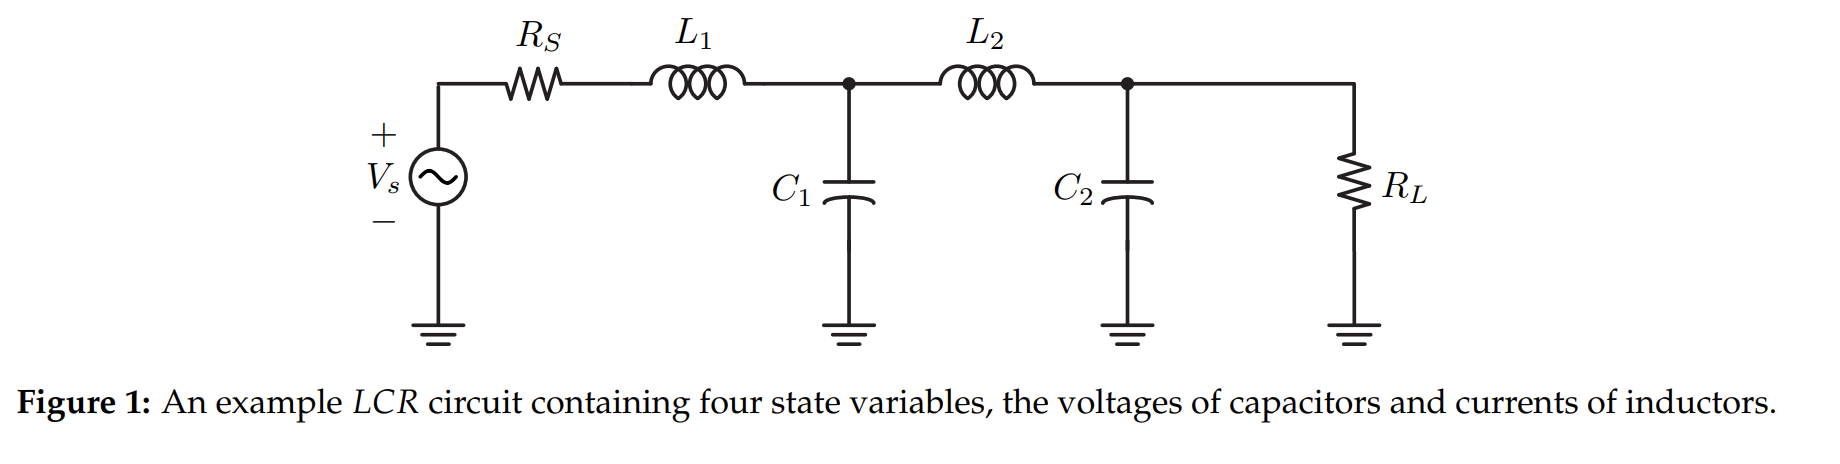 R_S L_1 L_2
+
V_s
−
C_1 C_2 R_L
Figure 1: An example LCR circuit containing four state variables, the voltages of capacitors and currents of inductors.